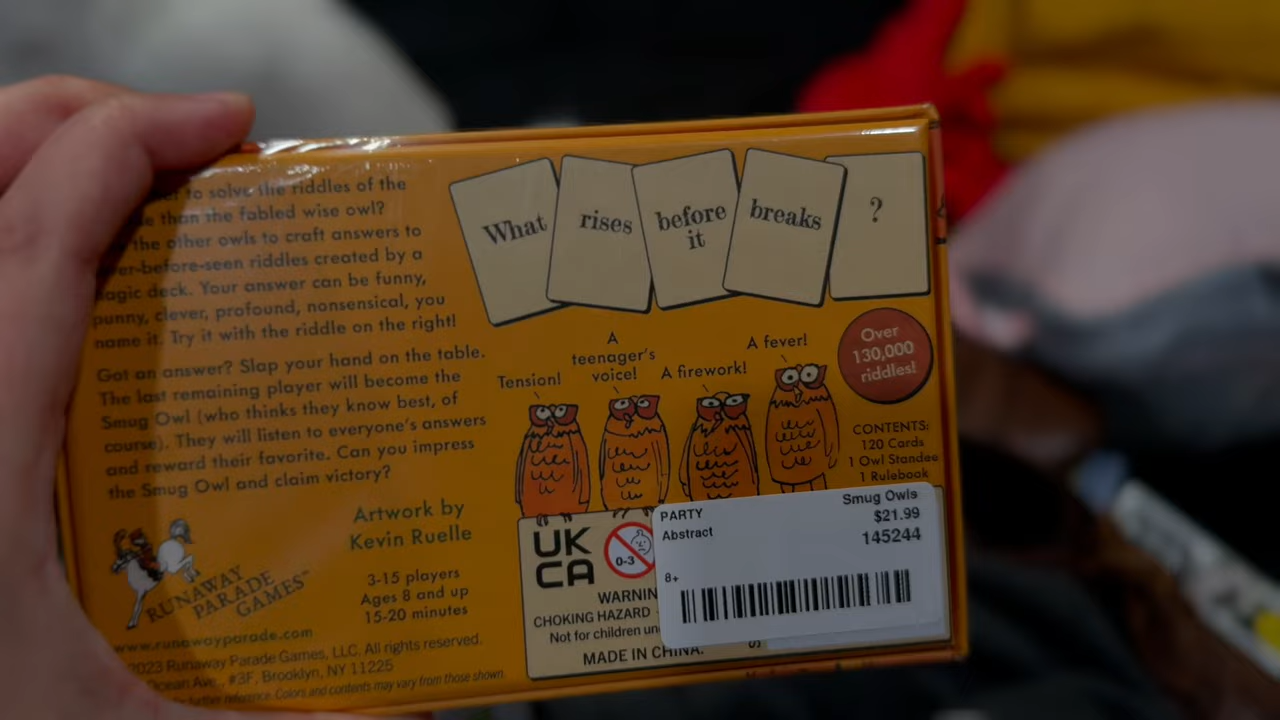 to solve the riddles of the
than the fabled wise owl?
the other owls to craft answers to
riddles created by a
deck. Your answer can be funny,
punny, clever, profound, nonsensical, you
name it. Try it with the riddle on the right!
Got an answer? Slap your hand on the table.
The last remaining player will become the
Smug Owl (who thinks they know best, of
course). They will listen to everyone's answers
and reward their favorite. Can you impress
the Smug Owl and claim victory?
What
rises
before
it
breaks
?
Tension!
A
teenager's
voice!
A firework!
A fever!
Over
130,000
riddles!
CONTENTS:
120 Cards
1 Owl Standee
1 Rulebook
Artwork by
Kevin Ruelle
3-15 players
Ages 8 and up
15-20 minutes
RUNAWAY
PARADE
GAMES™
www.runawayparade.com
2023 Runaway Parade Games, LLC. All rights reserved.
Ocean Ave., #3F, Brooklyn, NY 11225
further reference. Colors and contents may vary from those shown.
UK
CA
0-3
CHOKING HAZARD
Not for children
MADE IN CHINA.
PARTY
Smug Owls
Abstract
$21.99
145244
8+